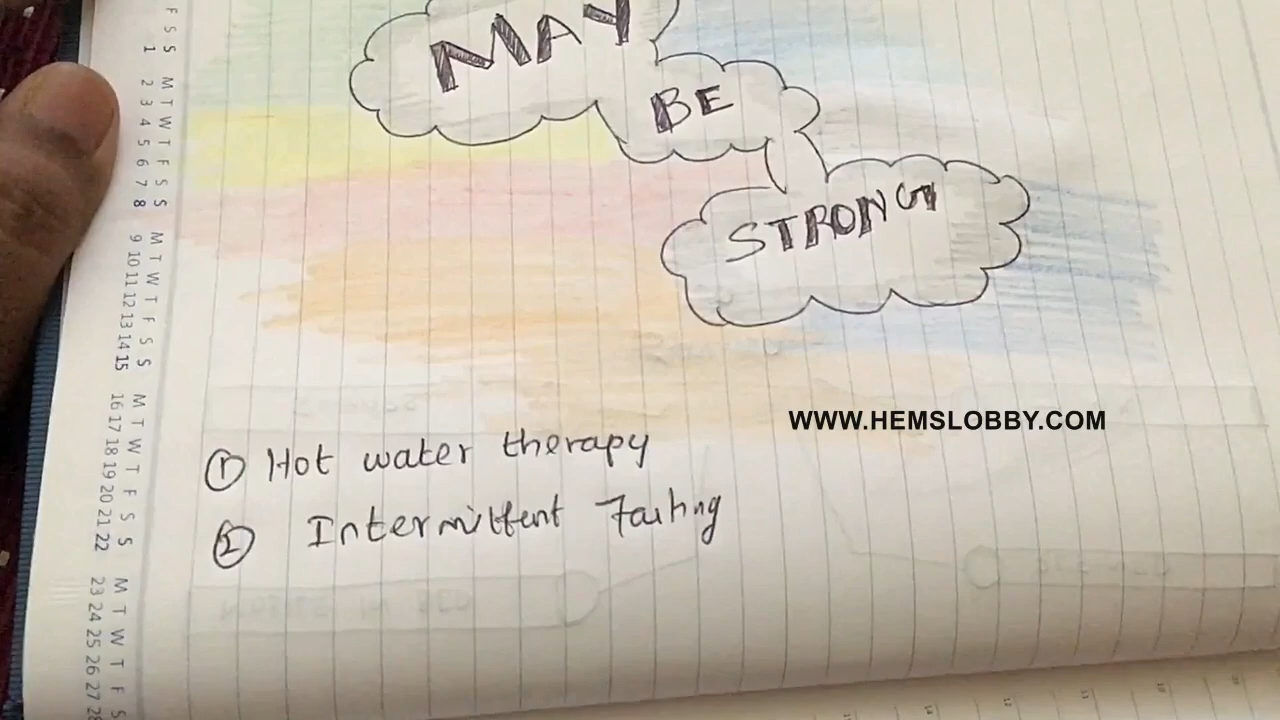 MAY
BE
STRONG
WWW.HEMSLOBBY.COM
① Hot water therapy
② Intermittent Fasting
F S S M T W T F S S M T W T F S S M T W T F S S M T W T F S
1 2 3 4 5 6 7 8 9 10 11 12 13 14 15 16 17 18 19 20 21 22 23 24 25 26 27 28